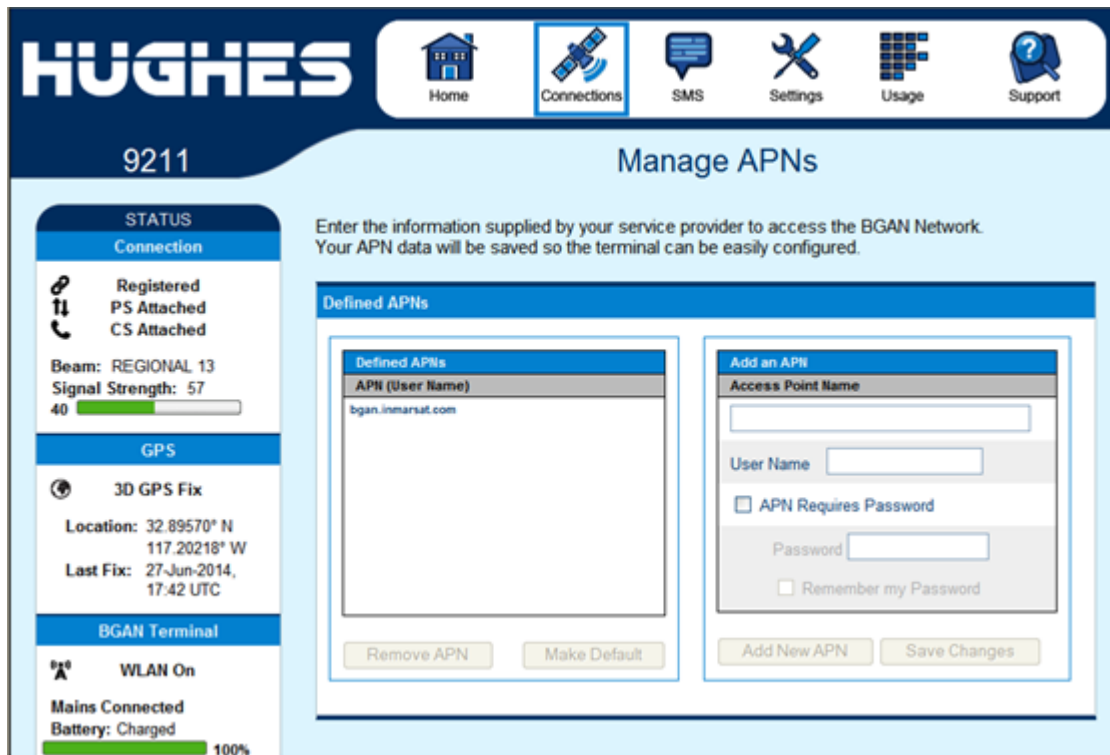 HUGHES
Home
Connections
SMS
Settings
Usage
Support
9211
Manage APNs
STATUS
Connection
Registered
PS Attached
CS Attached
Beam: REGIONAL 13
Signal Strength: 57
40
GPS
3D GPS Fix
Location: 32.89570° N
117.20218° W
Last Fix: 27-Jun-2014,
17:42 UTC
BGAN Terminal
WLAN On
Mains Connected
Battery: Charged
100%
Enter the information supplied by your service provider to access the BGAN Network.
Your APN data will be saved so the terminal can be easily configured.
Defined APNs
Defined APNs
APN (User Name)
bgan.inmarsat.com
Remove APN
Make Default
Add an APN
Access Point Name
User Name
APN Requires Password
Password
Remember my Password
Add New APN
Save Changes